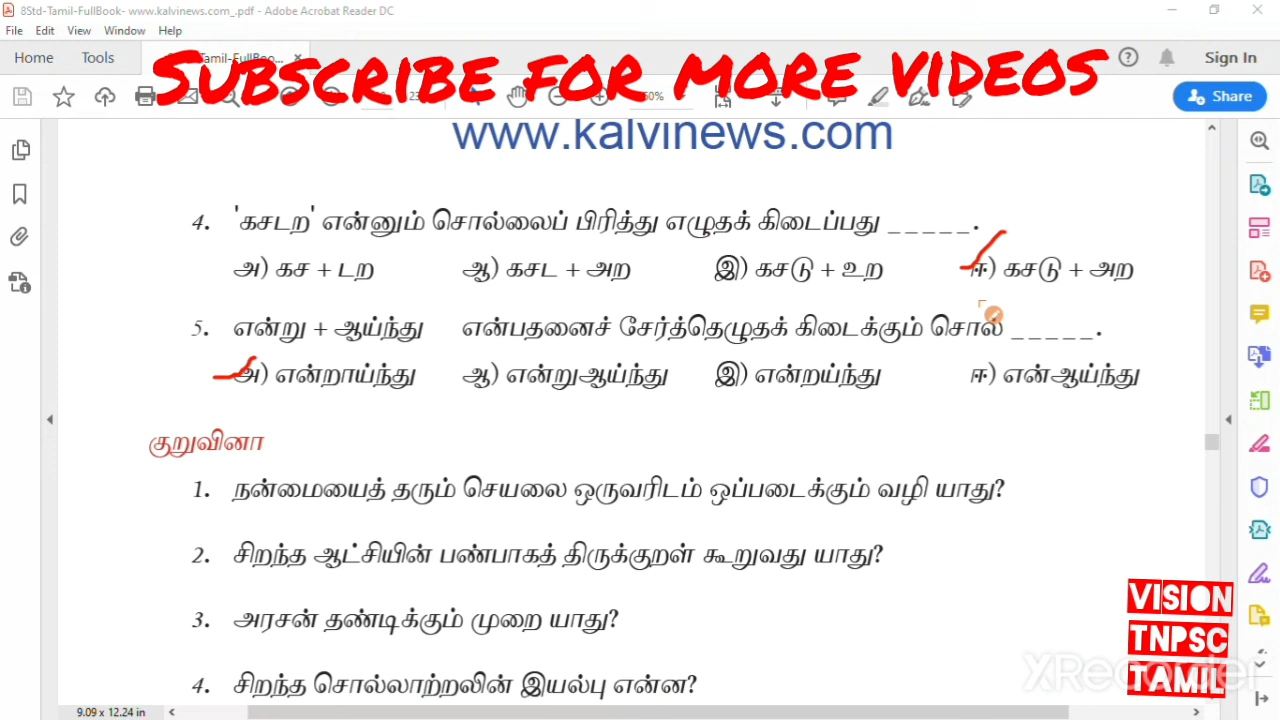 8Std-Tamil-FullBook- www.kalvinews.com_.pdf - Adobe Acrobat Reader DC
File Edit View Window Help
Home Tools Sign In
Subscribe for more videos
Share
www.kalvinews.com
4. 'கசடற' என்னும் சொல்லைப் பிரித்து எழுதக் கிடைப்பது _ _ _ _ _.
அ) கச + டற ஆ) கசட + அற இ) கசடு + உற ஈ) கசடு + அற
5. என்று + ஆய்ந்து என்பதனைச் சேர்த்தெழுதக் கிடைக்கும் சொல் _ _ _ _ _.
அ) என்றாய்ந்து ஆ) என்றுஆய்ந்து இ) என்றய்ந்து ஈ) என்ஆய்ந்து
குறுவினா
1. நன்மையைத் தரும் செயலை ஒருவரிடம் ஒப்படைக்கும் வழி யாது?
2. சிறந்த ஆட்சியின் பண்பாகத் திருக்குறள் கூறுவது யாது?
3. அரசன் தண்டிக்கும் முறை யாது?
4. சிறந்த சொல்லாற்றலின் இயல்பு என்ன?
VISION
TNPSC
TAMIL
XRecorder
9.09 x 12.24 in